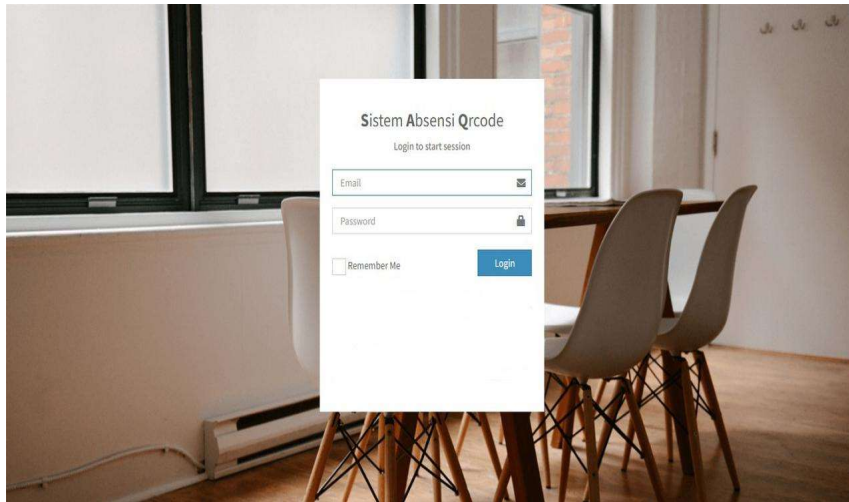 Sistem Absensi Qrcode
Login to start session
Email
Password
Remember Me
Login